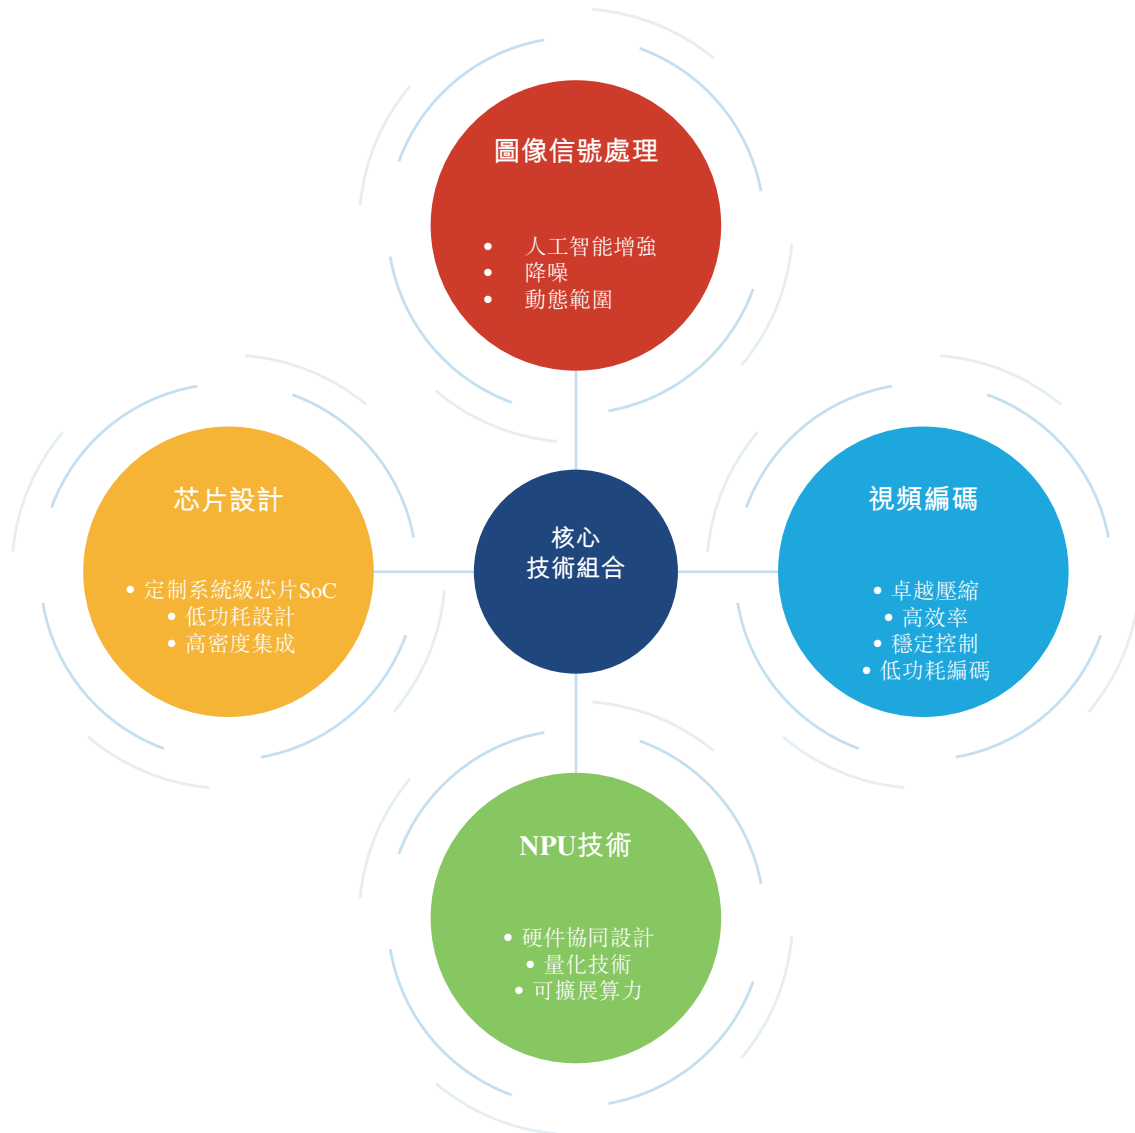 圖像信號處理
• 人工智能增強
• 降噪
• 動態範圍
芯片設計
• 定制系統級芯片SoC
• 低功耗設計
• 高密度集成
核心
技術組合
視頻編碼
• 卓越壓縮
• 高效率
• 穩定控制
• 低功耗編碼
NPU技術
• 硬件協同設計
• 量化技術
• 可擴展算力